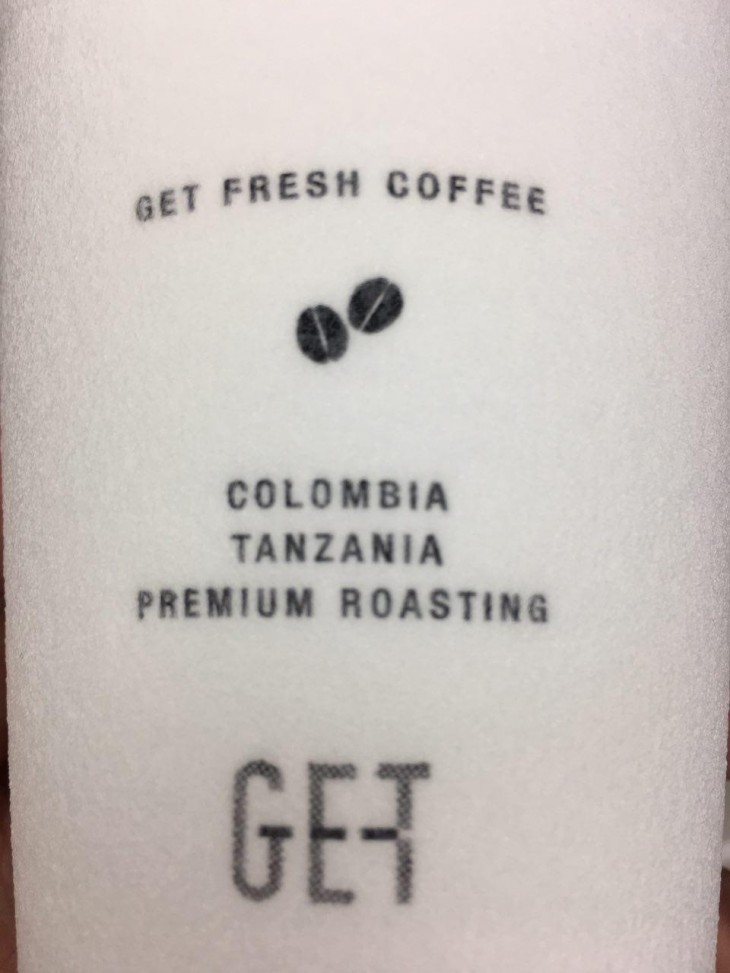 GET FRESH COFFEE
COLOMBIA
TANZANIA
PREMIUM ROASTING
GET